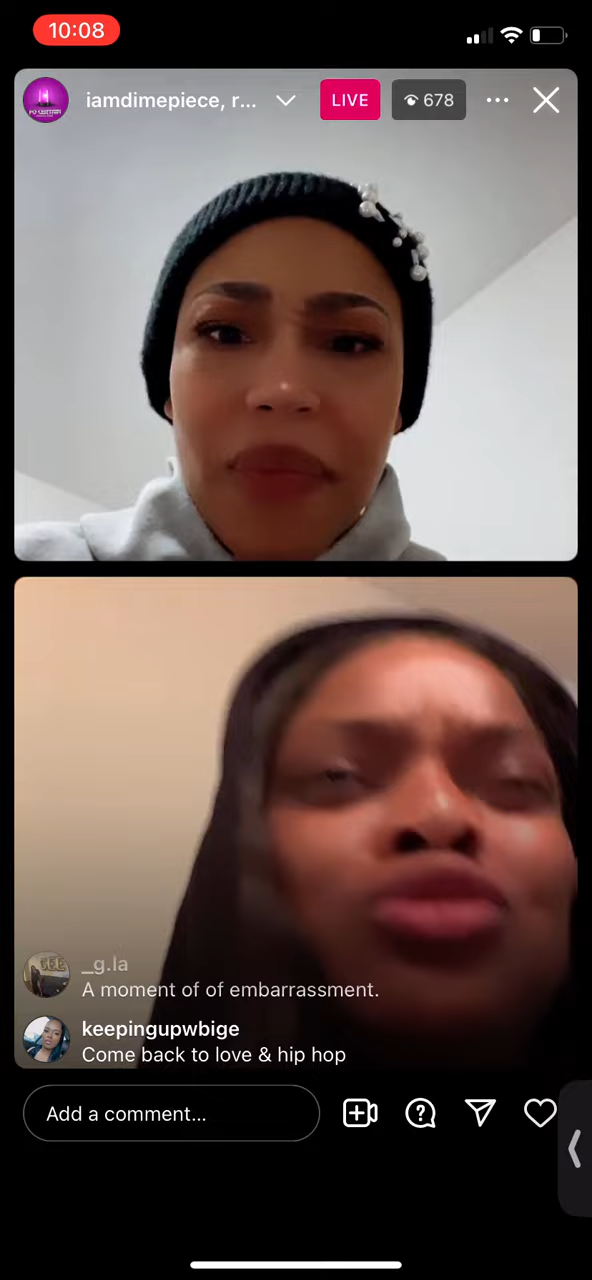 10:08
iamdimepiece, r...
LIVE
678
_g.la
A moment of of embarrassment.
keepingupwbige
Come back to love & hip hop
Add a comment...